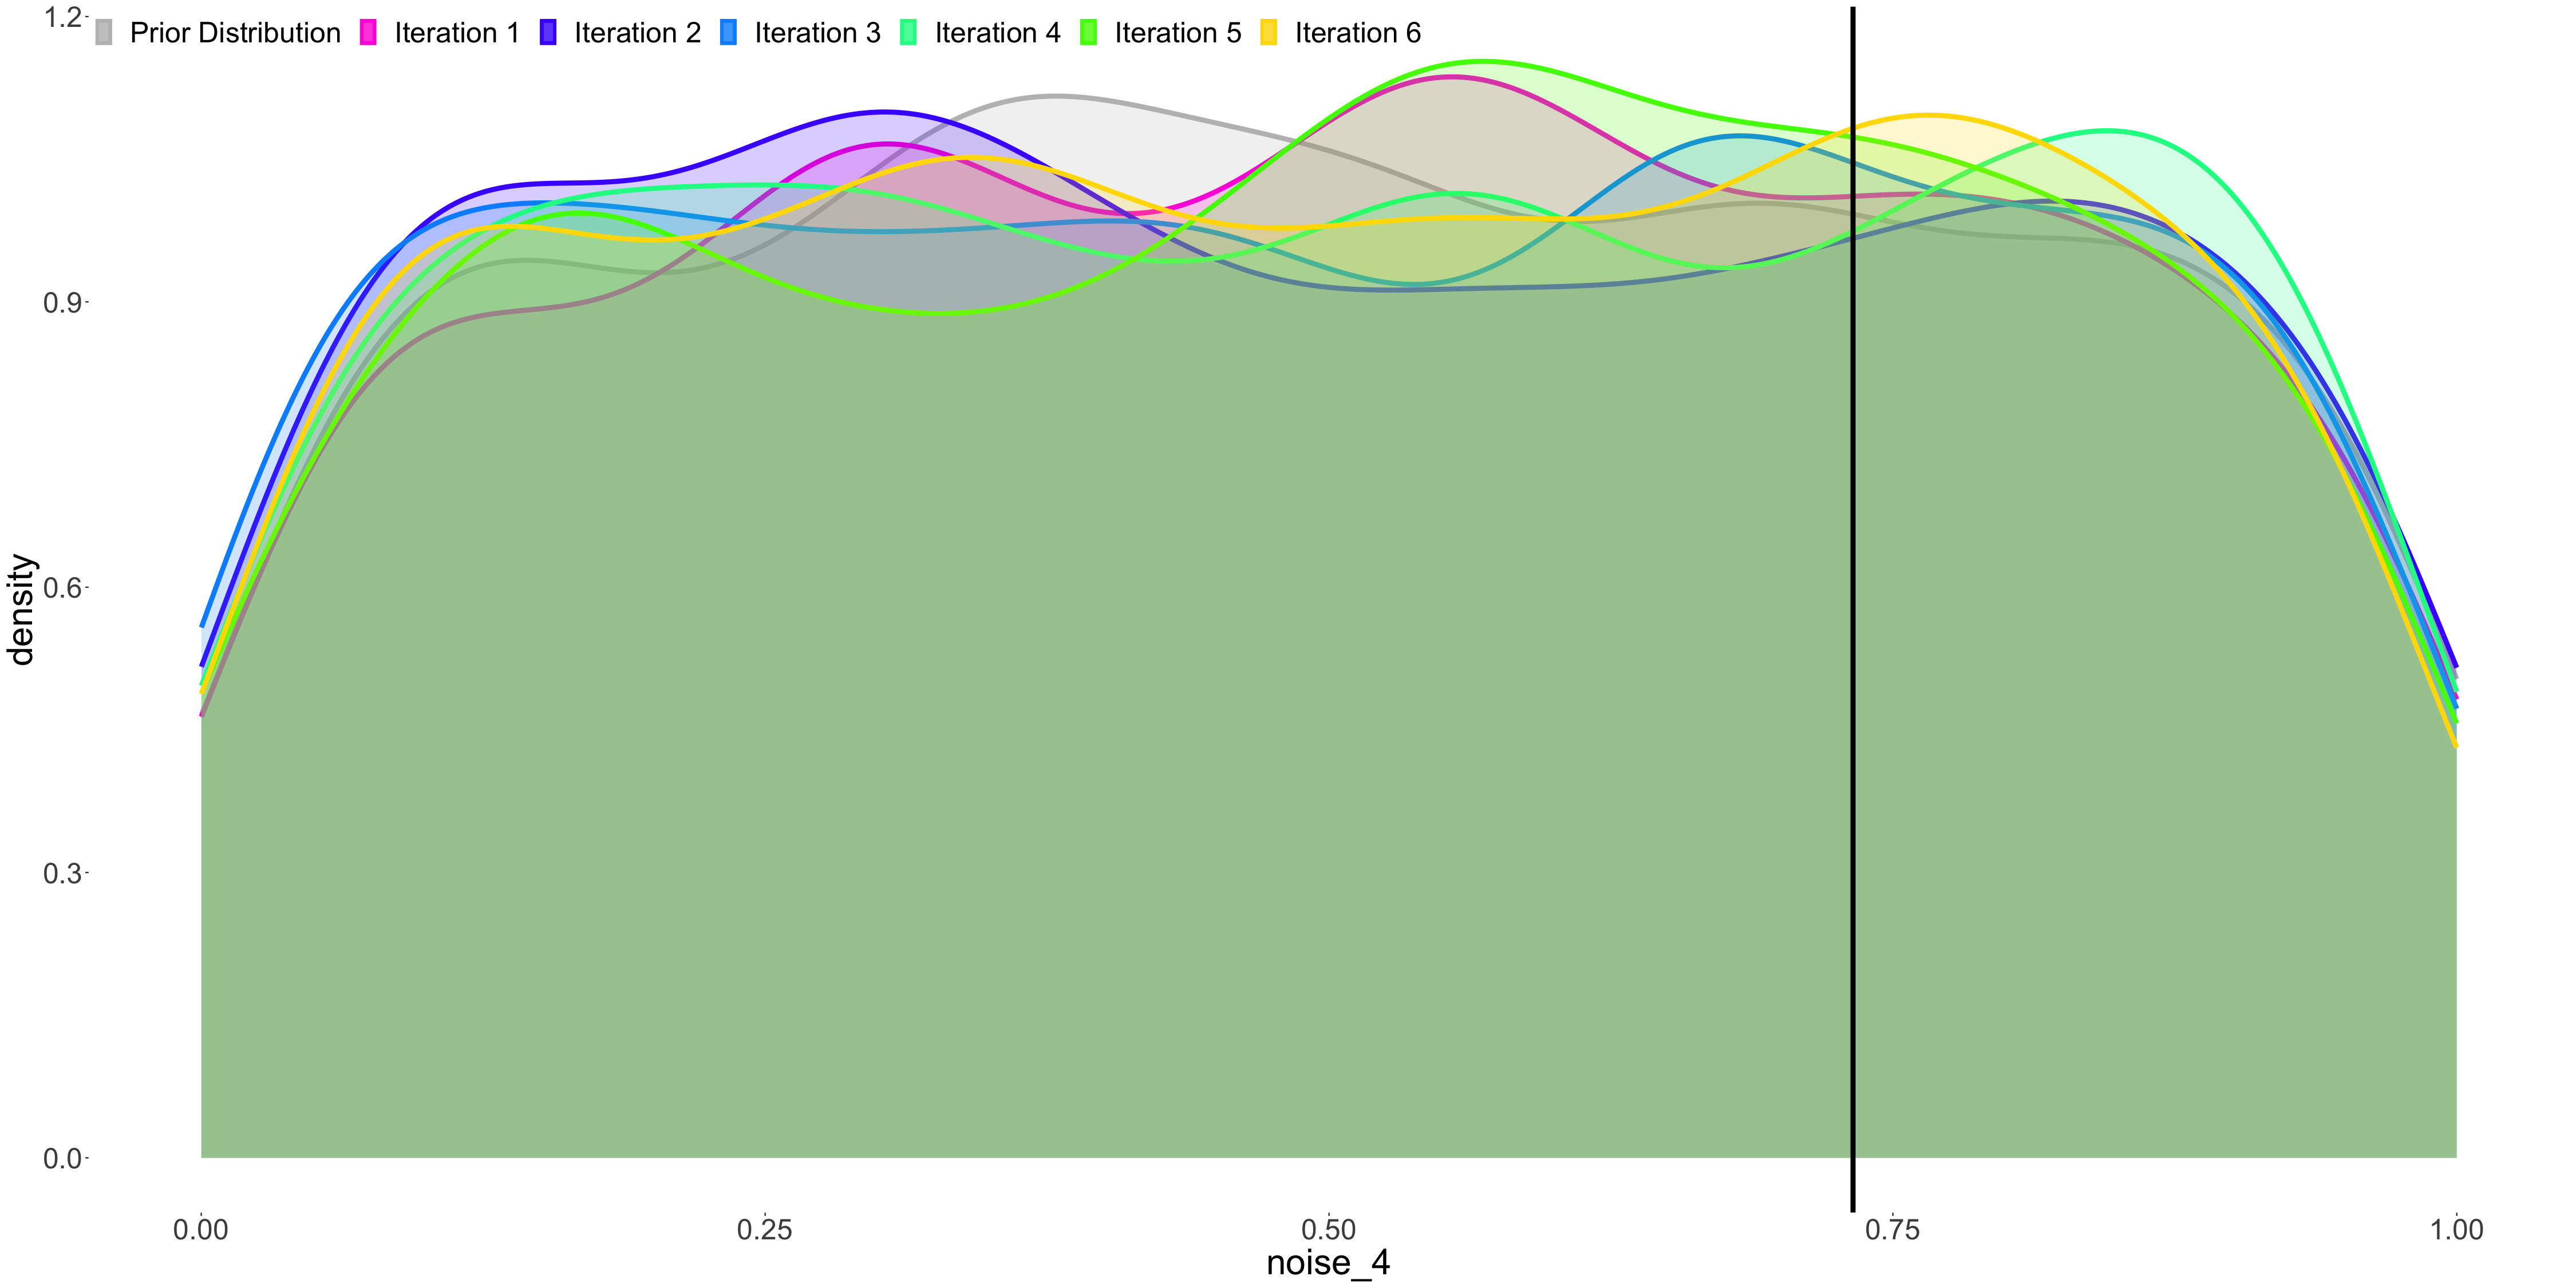 Prior Distribution Iteration 1 Iteration 2 Iteration 3 Iteration 4 Iteration 5 Iteration 6
1.2
0.9
0.6
0.3
0.0
density
0.00 0.25 0.50 0.75 1.00
noise_4